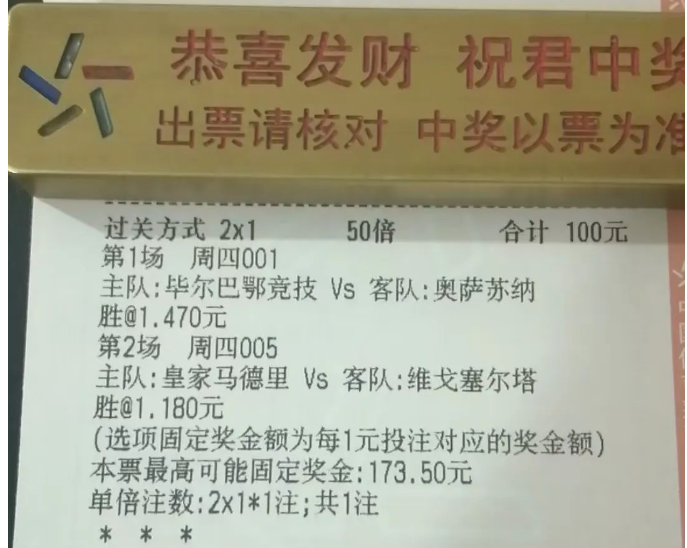 恭喜发财 祝君中奖
出票请核对 中奖以票为准
过关方式 2x1 50倍 合计 100元
第1场 周四001
主队:毕尔巴鄂竞技 Vs 客队:奥萨苏纳
胜@1.470元
第2场 周四005
主队:皇家马德里 Vs 客队:维戈塞尔塔
胜@1.180元
(选项固定奖金额为每1元投注对应的奖金额)
本票最高可能固定奖金:173.50元
单倍注数:2x1*1注;共1注
* * *